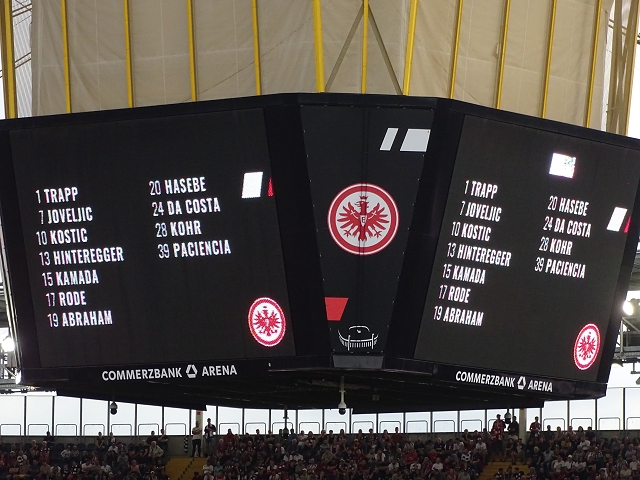 1 TRAPP
7 JOVELJIC
10 KOSTIC
13 HINTEREGGER
15 KAMADA
17 RODE
19 ABRAHAM
20 HASEBE
24 DA COSTA
28 KOHR
39 PACIENCIA
COMMERZBANK ARENA
1 TRAPP
7 JOVELJIC
10 KOSTIC
13 HINTEREGGER
15 KAMADA
17 RODE
19 ABRAHAM
20 HASEBE
24 DA COSTA
28 KOHR
39 PACIENCIA
COMMERZBANK ARENA